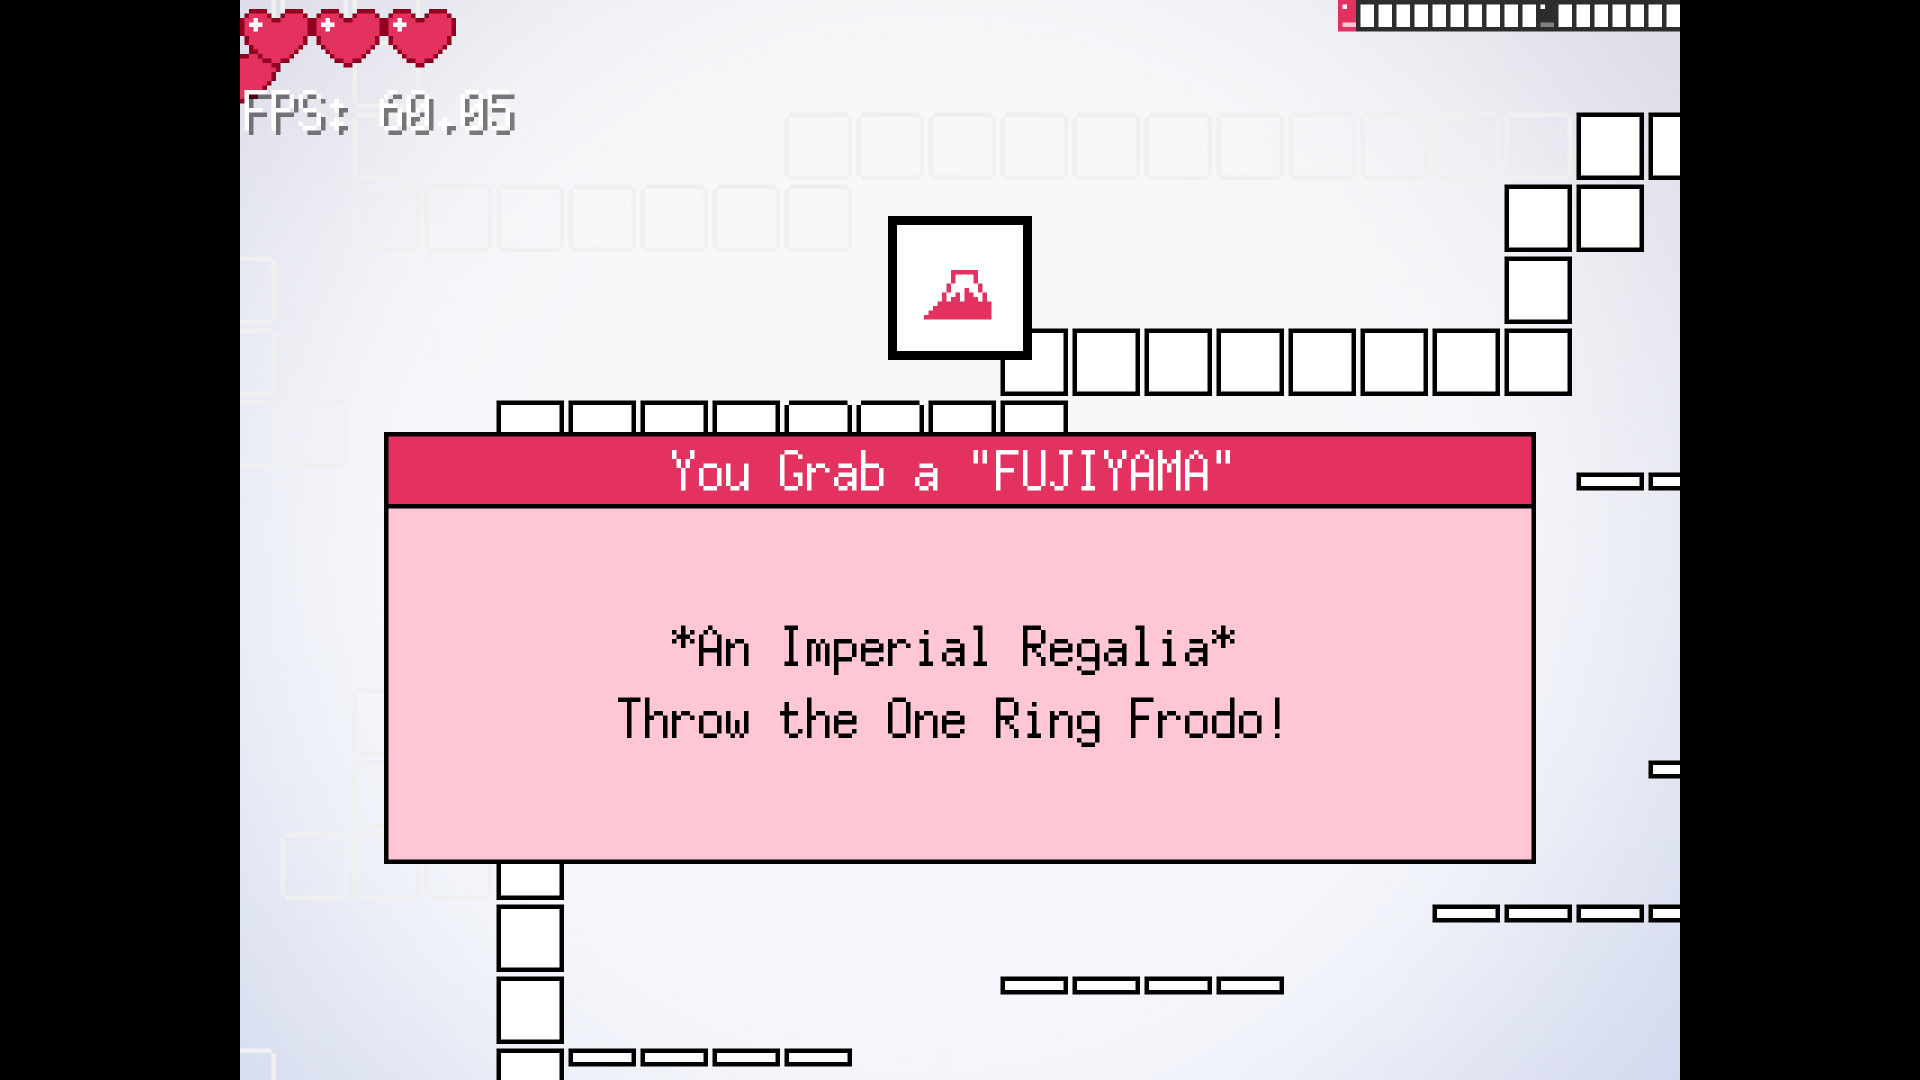 FPS: 60.05
You Grab a "FUJIYAMA"
*An Imperial Regalia*
Throw the One Ring Frodo!